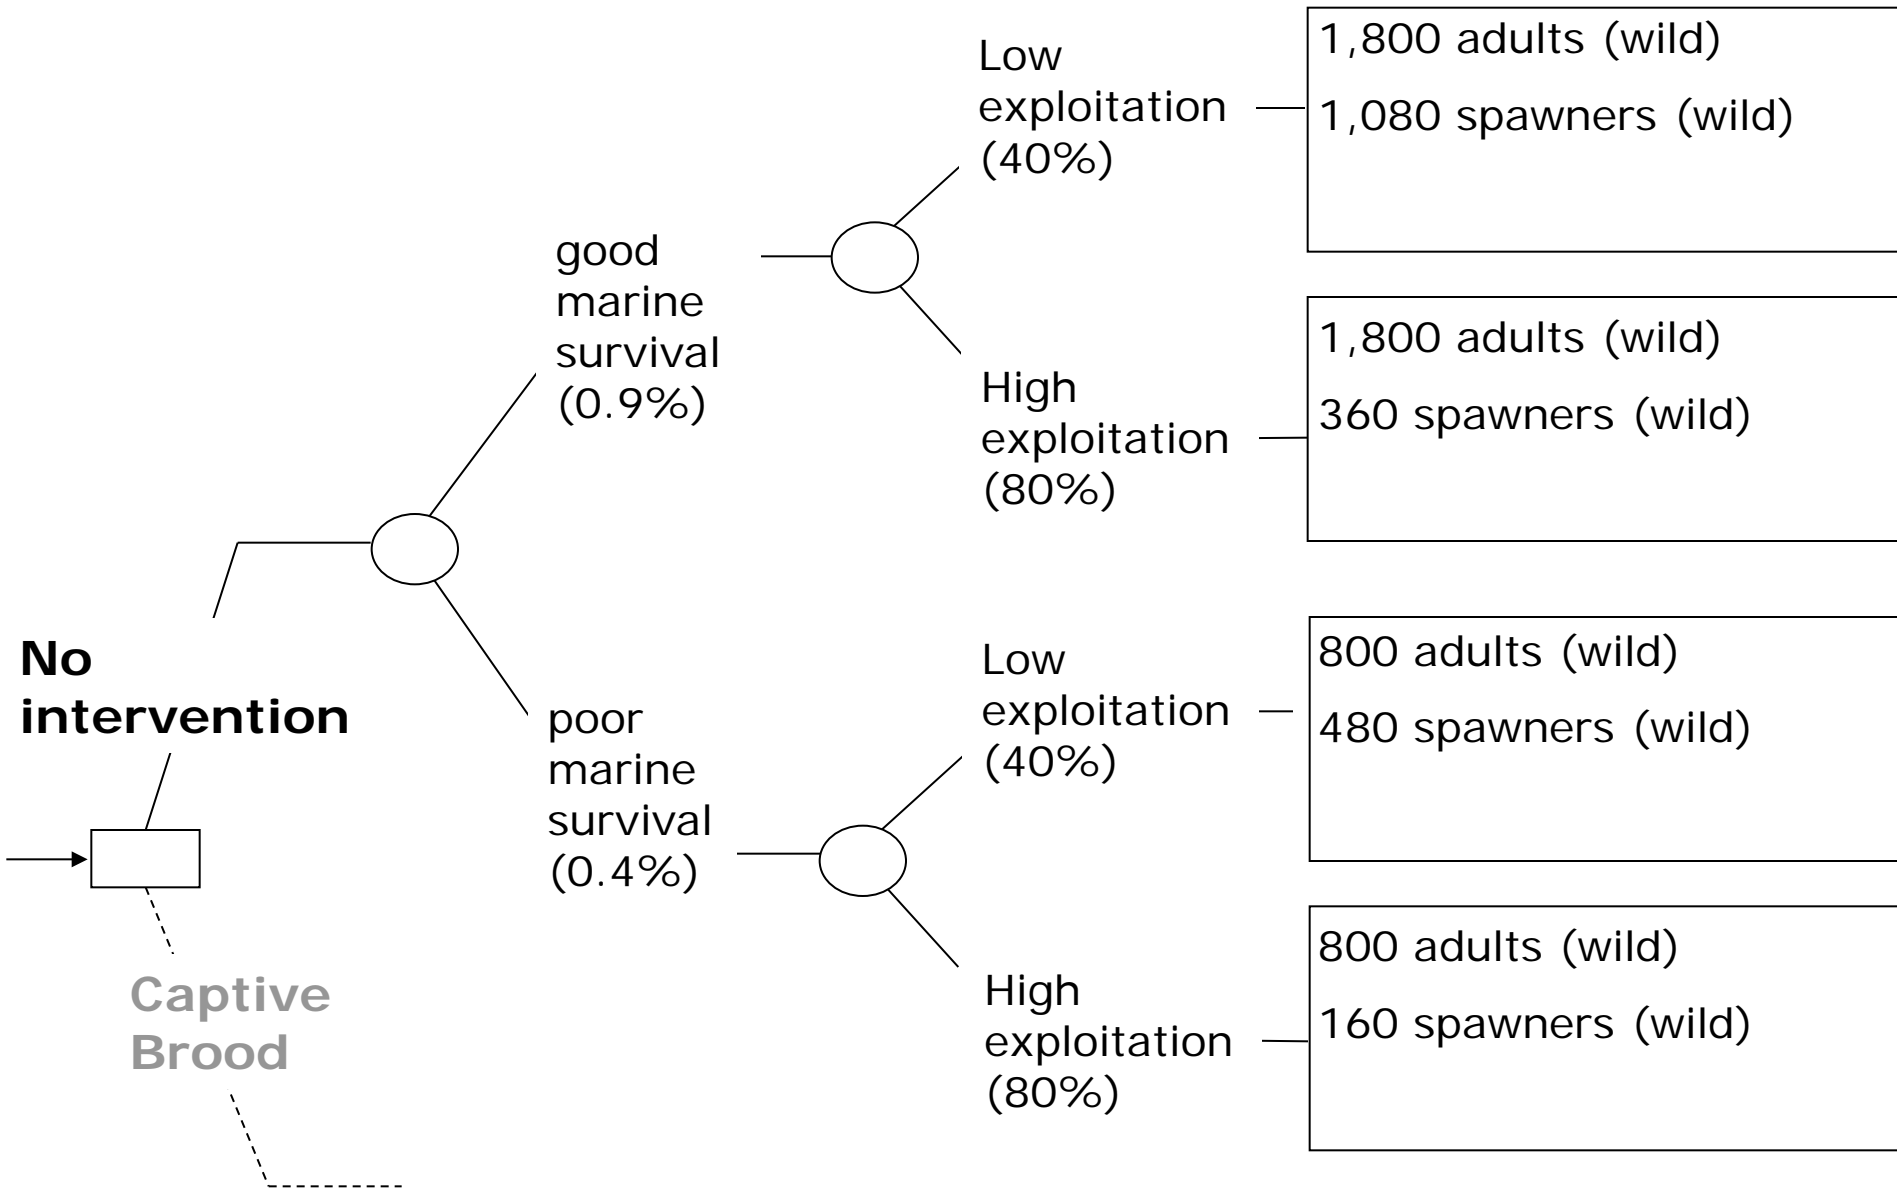 Low
exploitation
(40%)
1,800 adults (wild)
1,080 spawners (wild)
good
marine
survival
(0.9%)
High
exploitation
(80%)
1,800 adults (wild)
360 spawners (wild)
No
intervention
poor
marine
survival
(0.4%)
Low
exploitation
(40%)
800 adults (wild)
480 spawners (wild)
High
exploitation
(80%)
800 adults (wild)
160 spawners (wild)
Captive
Brood